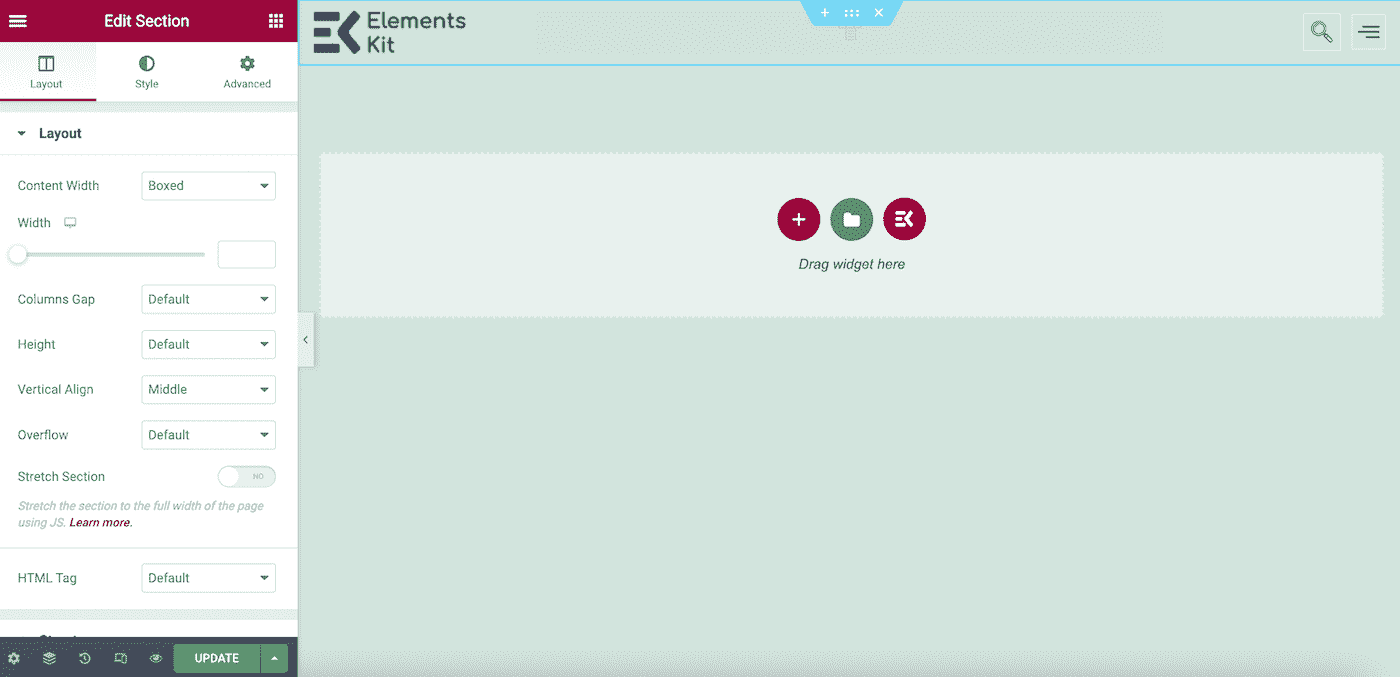 Edit Section
Layout
Style
Advanced
Layout
Content Width
Boxed
Width
Columns Gap
Default
Height
Default
Vertical Align
Middle
Overflow
Default
Stretch Section
NO
Stretch the section to the full width of the page
using JS. Learn more.
HTML Tag
Default
UPDATE
Elements
Kit
Drag widget here